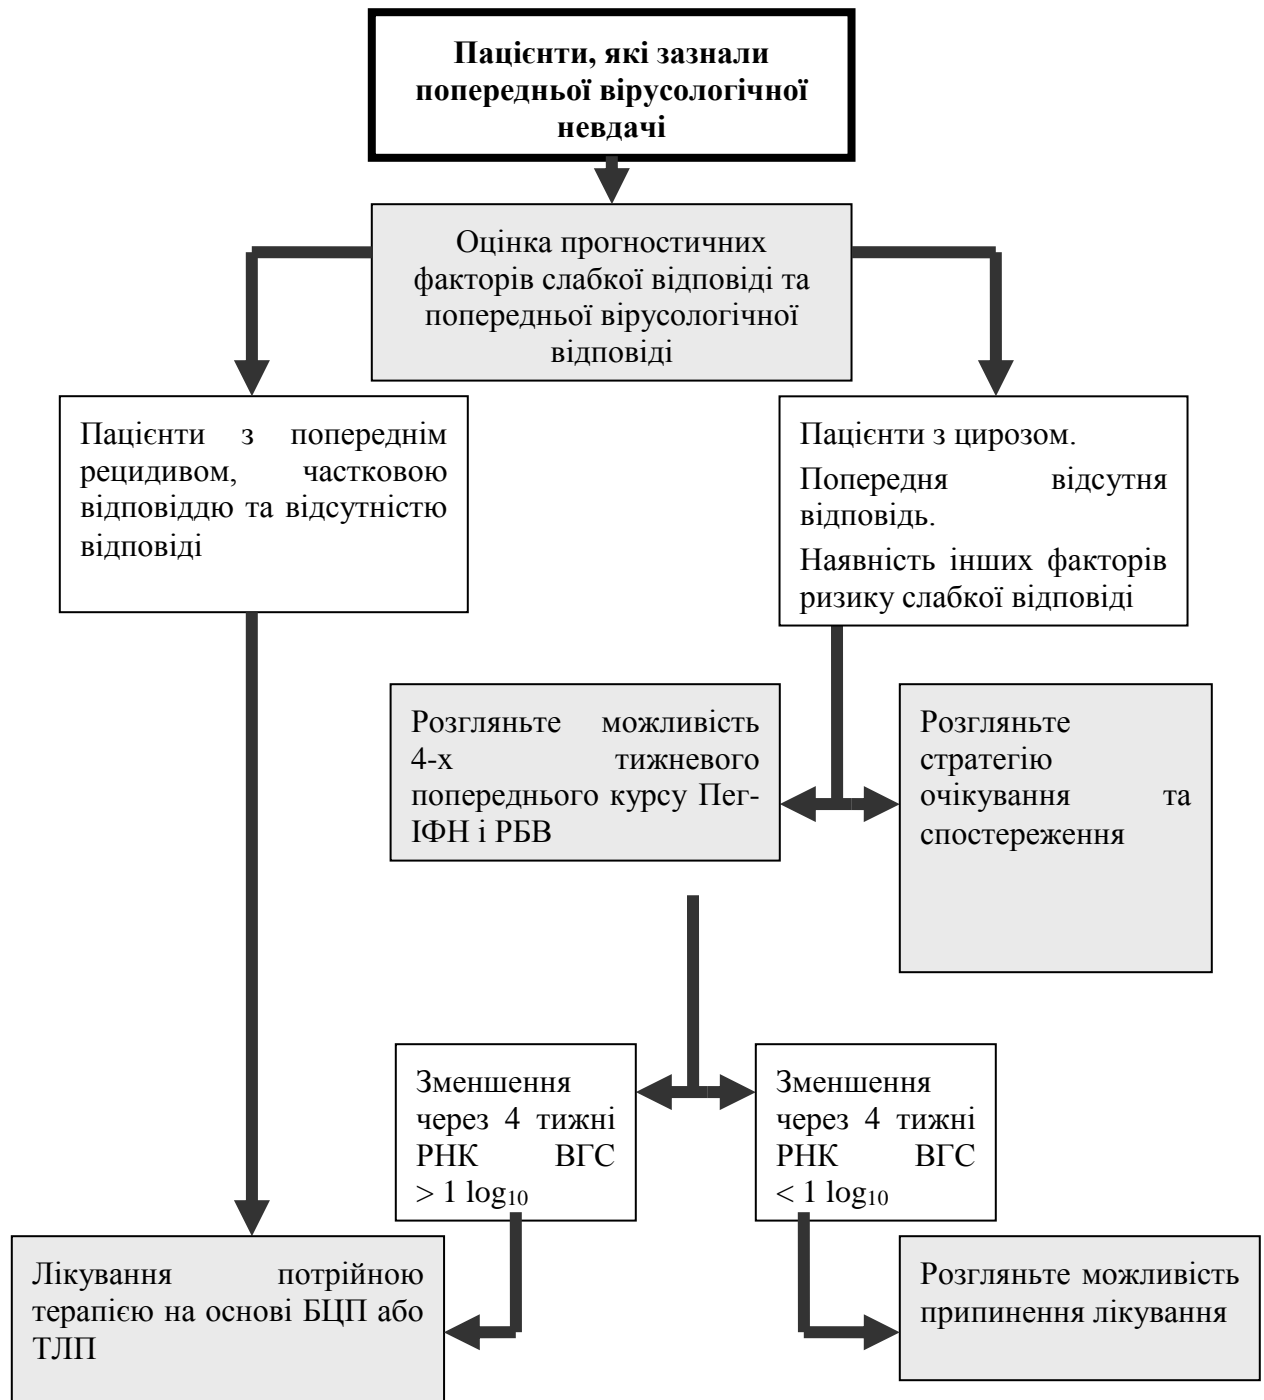 Пацієнти, які зазнали
попередньої вірусологічної
невдачі
Оцінка прогностичних
факторів слабкої відповіді та
попередньої вірусологічної
відповіді
Пацієнти з попереднім
рецидивом, частковою
відповіддю та відсутністю
відповіді
Пацієнти з цирозом.
Попередня відсутня
відповідь.
Наявність інших факторів
ризику слабкої відповіді
Розгляньте можливість
4-х тижневого
попереднього курсу Пег-
ІФН і РБВ
Розгляньте
стратегію
очікування та
спостереження
Зменшення
через 4 тижні
РНК ВГС
> 1 log₁₀
Зменшення
через 4 тижні
РНК ВГС
< 1 log₁₀
Лікування потрійною
терапією на основі БЦП або
ТЛП
Розгляньте можливість
припинення лікування